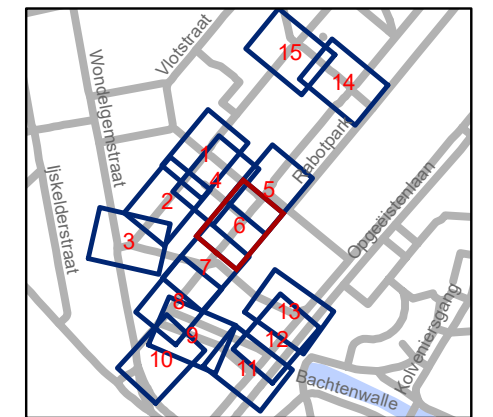 Vlotstraat
15
14
Wondelgemstraat
Rabotpark
1
4
5
Ijskelderstraat
2
6
3
Opgeëistenlaan
7
8
13
9
12
10
11
Kolveniersgang
Bachtenwalle